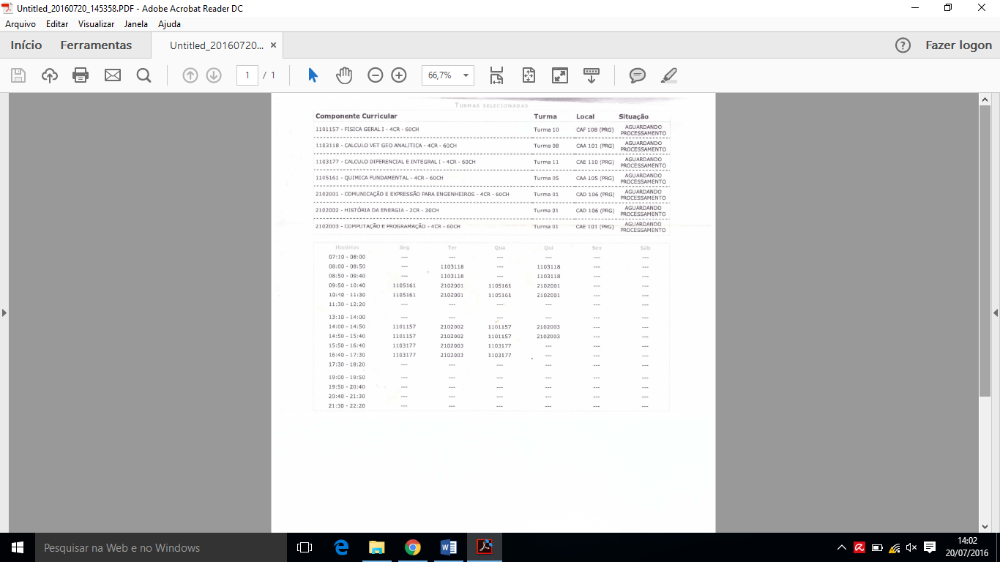 Untitled_20160720_145358.PDF - Adobe Acrobat Reader DC
Arquivo Editar Visualizar Janela Ajuda
Início Ferramentas Untitled_20160720... × ? Fazer logon
1 / 1 66,7%
TURMAS SELECIONADAS
Componente Curricular Turma Local Situação
1101157 - FISICA GERAL I - 4CR - 60CH Turma 10 CAF 108 (PRG) AGUARDANDO PROCESSAMENTO
1103118 - CALCULO VET GEO ANALITICA - 4CR - 60CH Turma 08 CAA 101 (PRG) AGUARDANDO PROCESSAMENTO
1103177 - CALCULO DIFERENCIAL E INTEGRAL I - 4CR - 60CH Turma 11 CAE 110 (PRG) AGUARDANDO PROCESSAMENTO
1105161 - QUIMICA FUNDAMENTAL - 4CR - 60CH Turma 05 CAA 105 (PRG) AGUARDANDO PROCESSAMENTO
2102001 - COMUNICAÇÃO E EXPRESSÃO PARA ENGENHEIROS - 4CR - 60CH Turma 01 CAD 106 (PRG) AGUARDANDO PROCESSAMENTO
2102002 - HISTÓRIA DA ENERGIA - 2CR - 30CH Turma 01 CAD 106 (PRG) AGUARDANDO PROCESSAMENTO
2102003 - COMPUTAÇÃO E PROGRAMAÇÃO - 4CR - 60CH Turma 01 CAE 101 (PRG) AGUARDANDO PROCESSAMENTO
Horários Seg Ter Qua Qui Sex Sáb
07:10 - 08:00 --- --- --- --- --- ---
08:00 - 08:50 --- 1103118 --- 1103118 --- ---
08:50 - 09:40 --- 1103118 --- 1103118 --- ---
09:50 - 10:40 1105161 2102001 1105161 2102001 --- ---
10:40 - 11:30 1105161 2102001 1105161 2102001 --- ---
11:30 - 12:20 --- --- --- --- --- ---
13:10 - 14:00 --- --- --- --- --- ---
14:00 - 14:50 1101157 2102002 1101157 2102003 --- ---
14:50 - 15:40 1101157 2102002 1101157 2102003 --- ---
15:50 - 16:40 1103177 2102003 1103177 --- --- ---
16:40 - 17:30 1103177 2102003 1103177 --- --- ---
17:30 - 18:20 --- --- --- --- --- ---
19:00 - 19:50 --- --- --- --- --- ---
19:50 - 20:40 --- --- --- --- --- ---
20:40 - 21:30 --- --- --- --- --- ---
21:30 - 22:20 --- --- --- --- --- ---
Pesquisar na Web e no Windows
14:02
20/07/2016